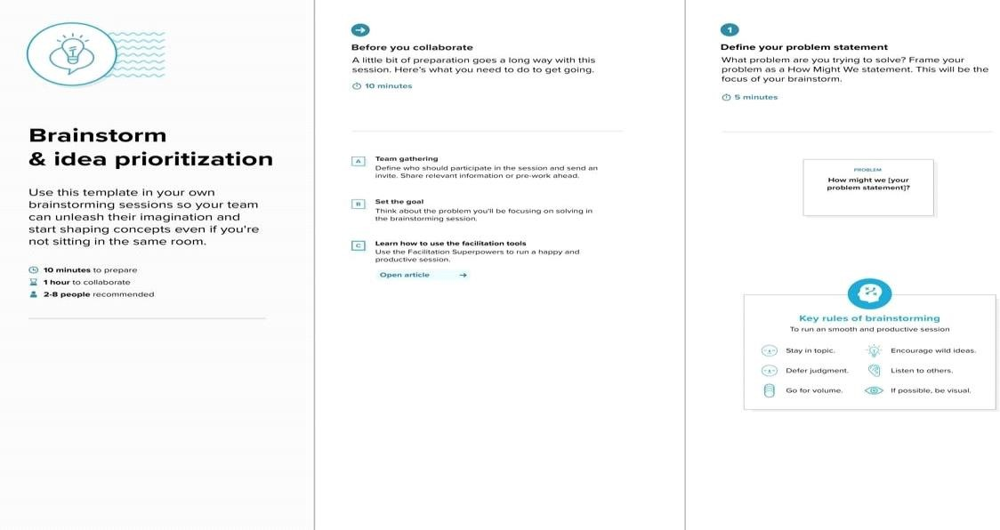 Brainstorm
& idea prioritization
Use this template in your own
brainstorming sessions so your team
can unleash their imagination and
start shaping concepts even if you're
not sitting in the same room.
10 minutes to prepare
1 hour to collaborate
2-8 people recommended
Before you collaborate
A little bit of preparation goes a long way with this
session. Here's what you need to do to get going.
10 minutes
A
Team gathering
Define who should participate in the session and send an
invite. Share relevant information or pre-work ahead.
B
Set the goal
Think about the problem you'll be focusing on solving in
the brainstorming session.
C
Learn how to use the facilitation tools
Use the Facilitation Superpowers to run a happy and
productive session.
Open article
1
Define your problem statement
What problem are you trying to solve? Frame your
problem as a How Might We statement. This will be the
focus of your brainstorm.
5 minutes
PROBLEM
How might we [your
problem statement]?
Key rules of brainstorming
To run an smooth and productive session
Stay in topic.
Encourage wild ideas.
Defer judgment.
Listen to others.
Go for volume.
If possible, be visual.